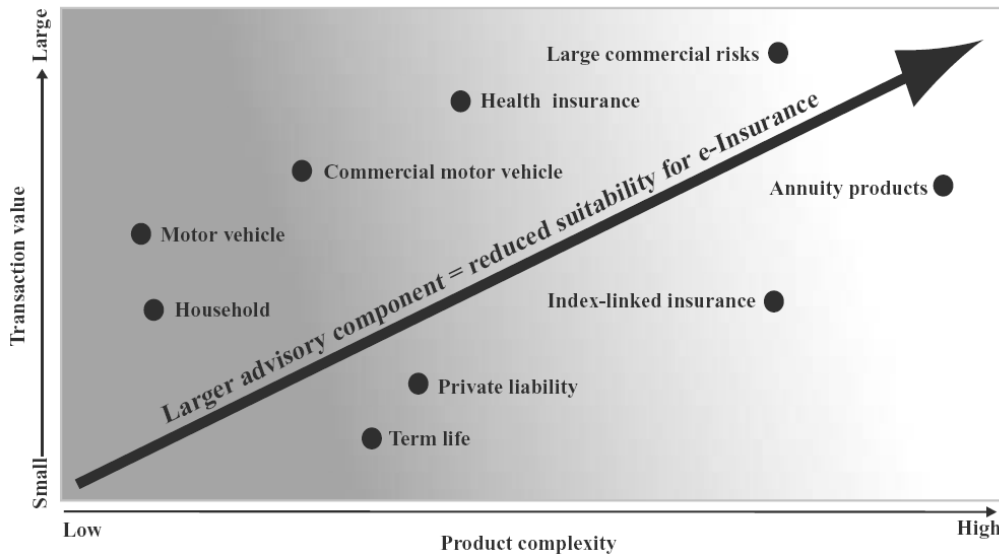 Large
Large commercial risks
Health insurance
Commercial motor vehicle
Annuity products
Motor vehicle
Larger advisory component = reduced suitability for e-Insurance
Index-linked insurance
Household
Private liability
Term life
Transaction value
Small
Low
High
Product complexity